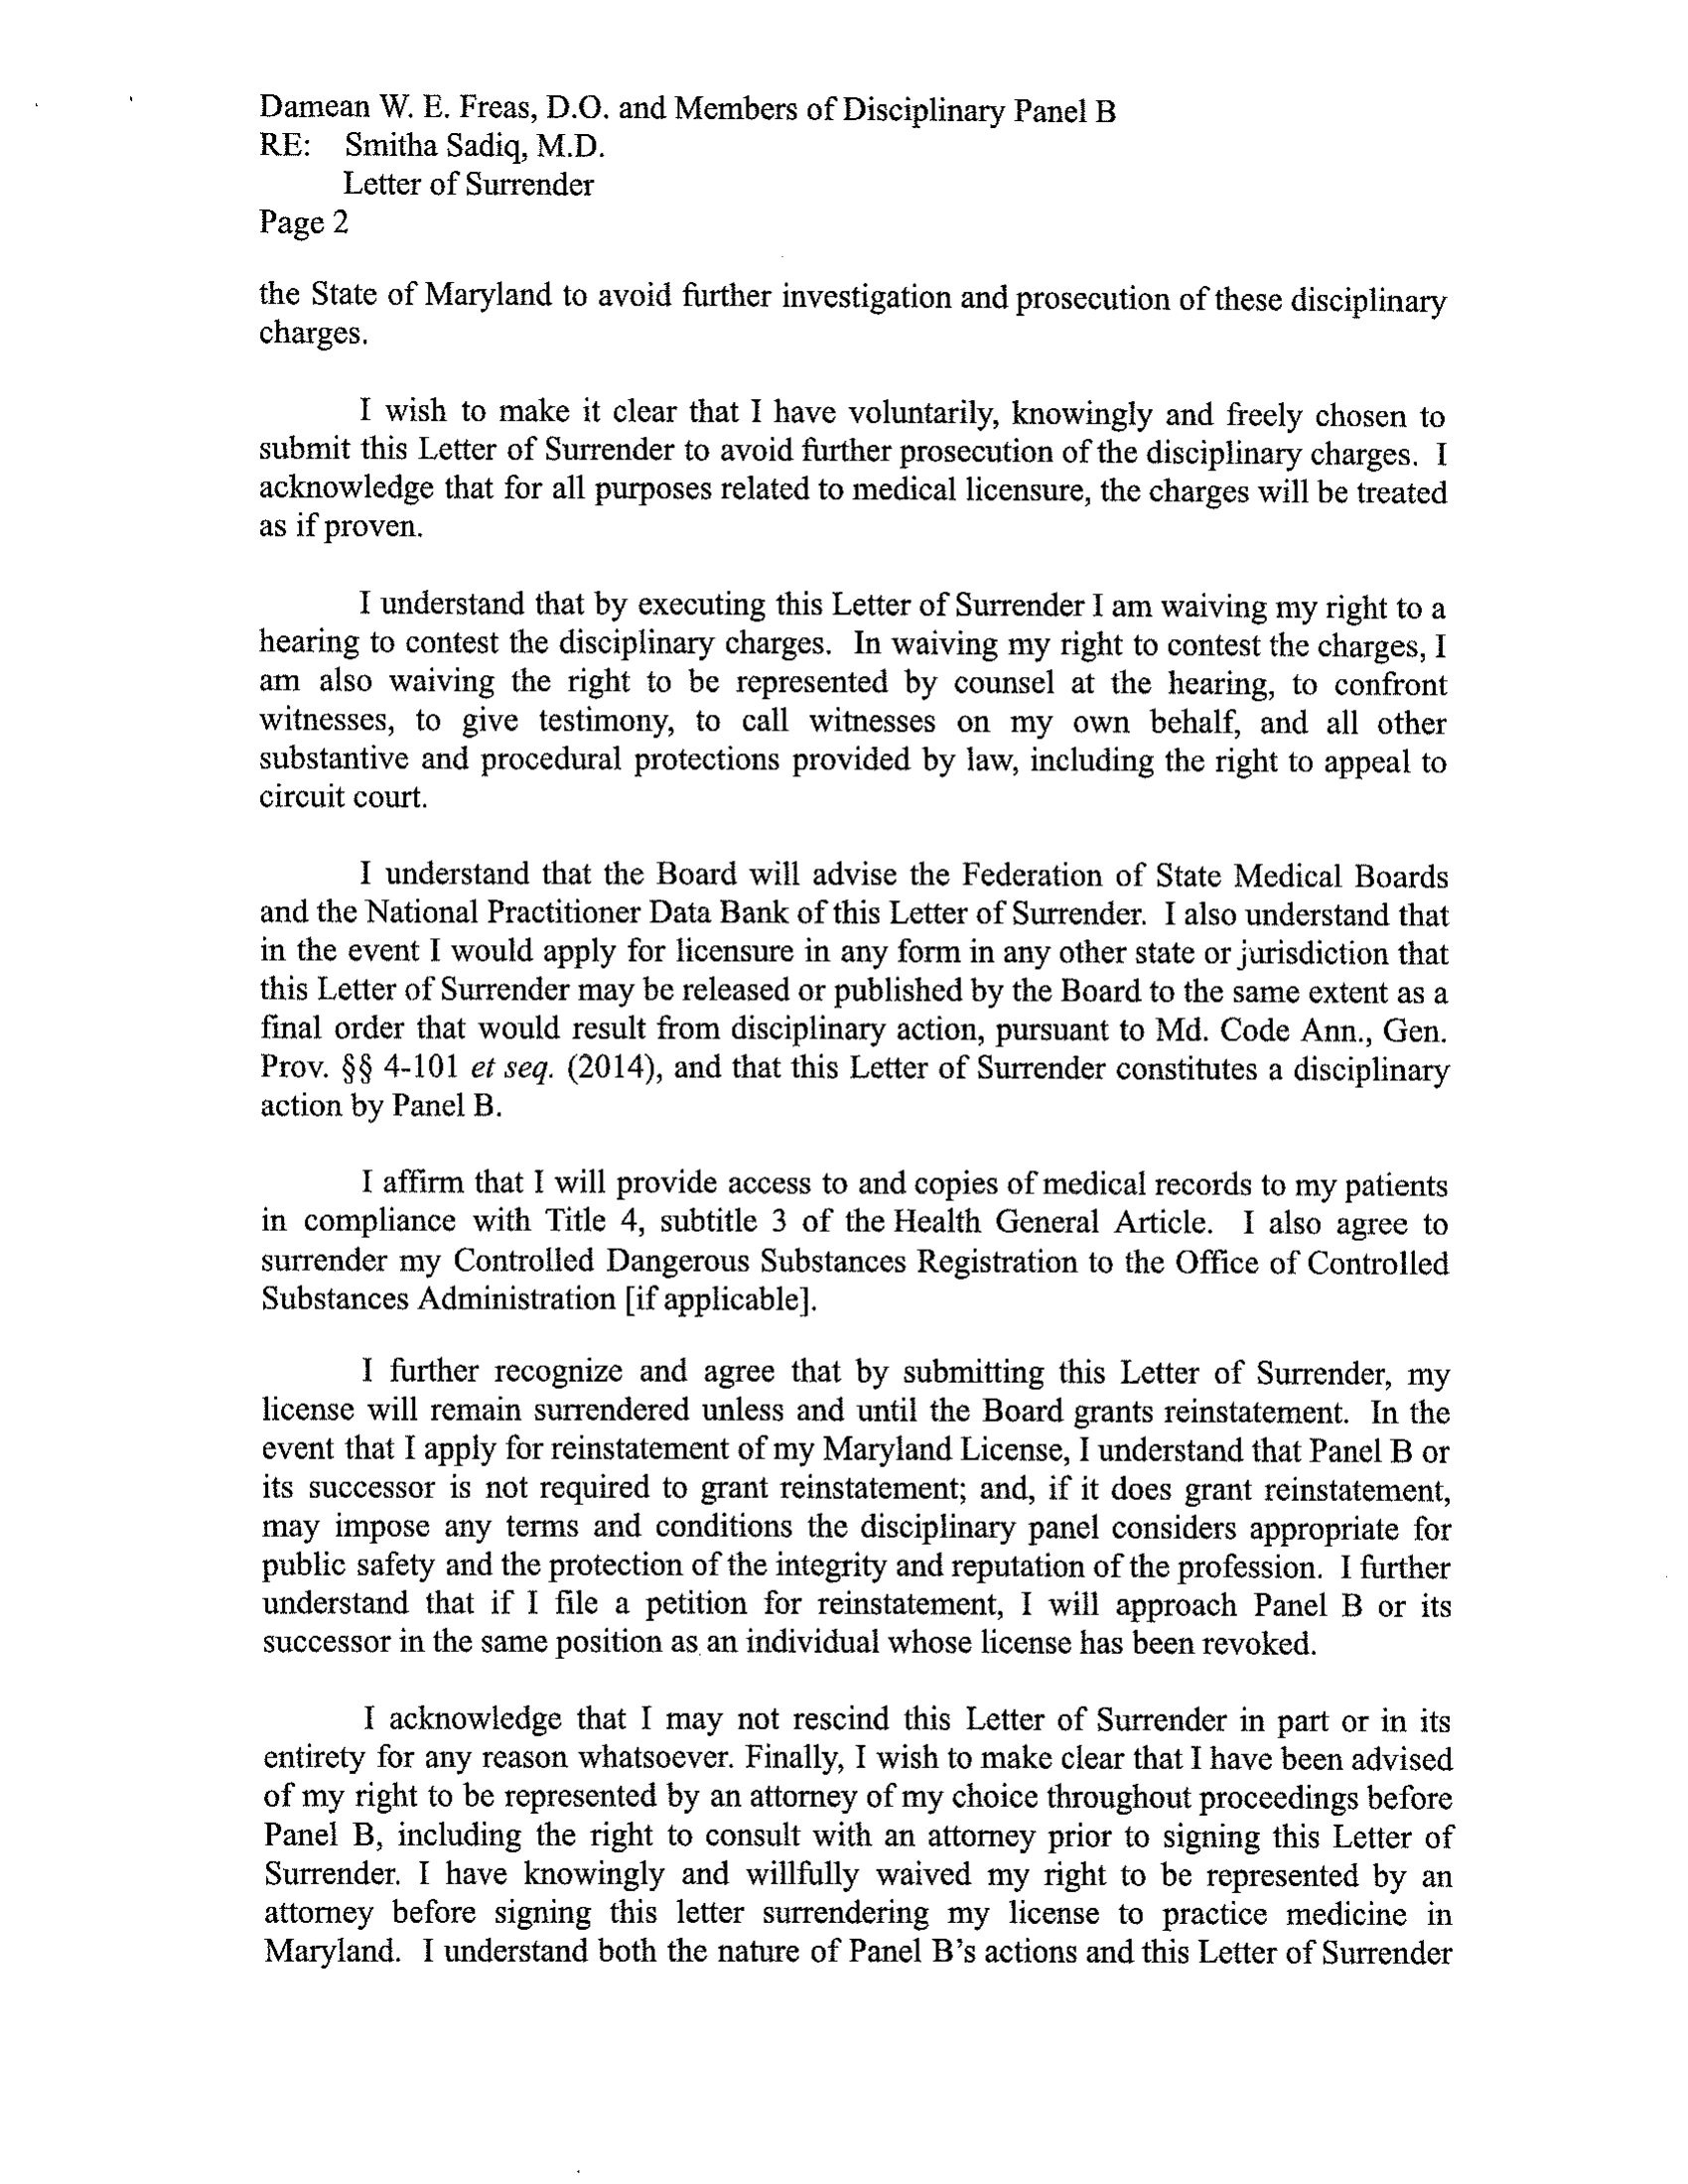 Damean W. E. Freas, D.O. and Members of Disciplinary Panel B
RE: Smitha Sadiq, M.D.
Letter of Surrender
Page 2
the State of Maryland to avoid further investigation and prosecution of these disciplinary
charges.
I wish to make it clear that I have voluntarily, knowingly and freely chosen to
submit this Letter of Surrender to avoid further prosecution of the disciplinary charges. I
acknowledge that for all purposes related to medical licensure, the charges will be treated
as if proven.
I understand that by executing this Letter of Surrender I am waiving my right to a
hearing to contest the disciplinary charges. In waiving my right to contest the charges, I
am also waiving the right to be represented by counsel at the hearing, to confront
witnesses, to give testimony, to call witnesses on my own behalf, and all other
substantive and procedural protections provided by law, including the right to appeal to
circuit court.
I understand that the Board will advise the Federation of State Medical Boards
and the National Practitioner Data Bank of this Letter of Surrender. I also understand that
in the event I would apply for licensure in any form in any other state or jurisdiction that
this Letter of Surrender may be released or published by the Board to the same extent as a
final order that would result from disciplinary action, pursuant to Md. Code Ann., Gen.
Prov. §§ 4-101 et seq. (2014), and that this Letter of Surrender constitutes a disciplinary
action by Panel B.
I affirm that I will provide access to and copies of medical records to my patients
in compliance with Title 4, subtitle 3 of the Health General Article. I also agree to
surrender my Controlled Dangerous Substances Registration to the Office of Controlled
Substances Administration [if applicable].
I further recognize and agree that by submitting this Letter of Surrender, my
license will remain surrendered unless and until the Board grants reinstatement. In the
event that I apply for reinstatement of my Maryland License, I understand that Panel B or
its successor is not required to grant reinstatement; and, if it does grant reinstatement,
may impose any terms and conditions the disciplinary panel considers appropriate for
public safety and the protection of the integrity and reputation of the profession. I further
understand that if I file a petition for reinstatement, I will approach Panel B or its
successor in the same position as an individual whose license has been revoked.
I acknowledge that I may not rescind this Letter of Surrender in part or in its
entirety for any reason whatsoever. Finally, I wish to make clear that I have been advised
of my right to be represented by an attorney of my choice throughout proceedings before
Panel B, including the right to consult with an attorney prior to signing this Letter of
Surrender. I have knowingly and willfully waived my right to be represented by an
attorney before signing this letter surrendering my license to practice medicine in
Maryland. I understand both the nature of Panel B's actions and this Letter of Surrender